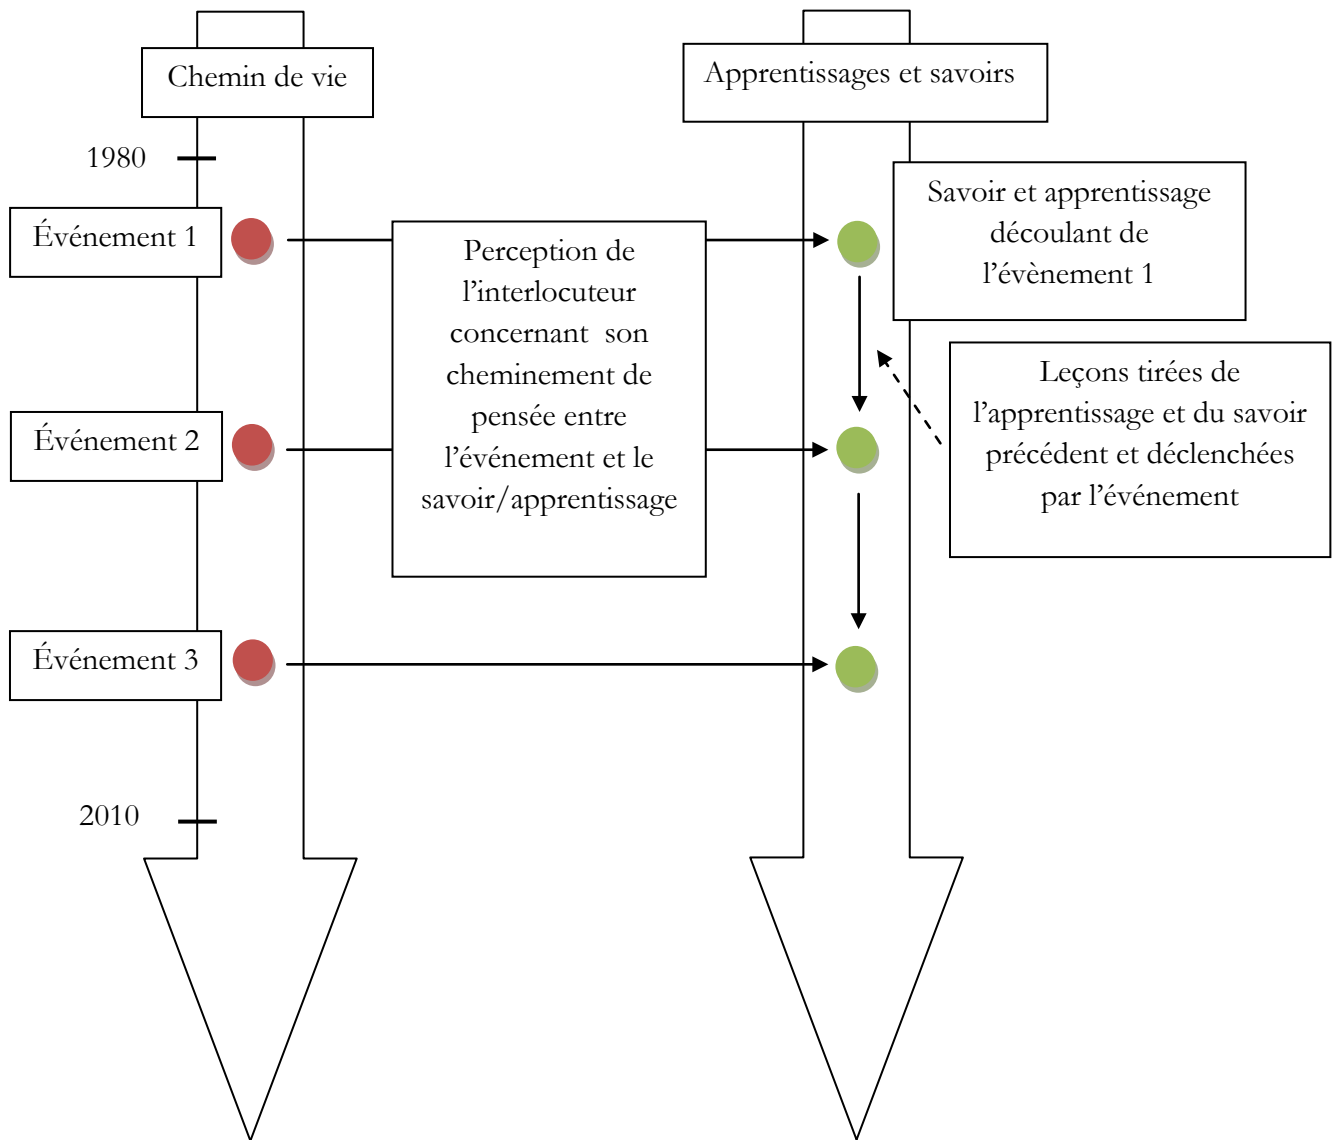 Chemin de vie
Apprentissages et savoirs
1980
Événement 1
Perception de
l'interlocuteur
concernant son
cheminement de
pensée entre
l'événement et le
savoir/apprentissage
Savoir et apprentissage
découlant de
l'évènement 1
Leçons tirées de
l'apprentissage et du savoir
précédent et déclenchées
par l'événement
Événement 2
Événement 3
2010